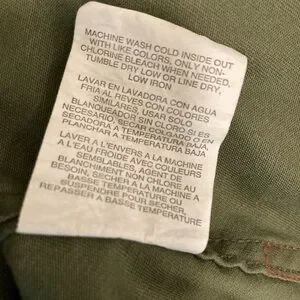 MACHINE WASH COLD INSIDE OUT
WITH LIKE COLORS, ONLY NON-
CHLORINE BLEACH WHEN NEEDED,
TUMBLE DRY LOW OR LINE DRY,
LOW IRON
LAVAR EN LAVADORA CON AGUA
FRIA AL REVES CON COLORES
SIMILARES, USAR SOLO
BLANQUEADOR SIN CLORO SI ES
NECESARIO, SECAR COLGADO O EN
SECADORA A TEMPERATURA BAJA,
PLANCHAR A TEMPERATURA BAJA
LAVER A L'ENVERS A LA MACHINE
A L'EAU FROIDE AVEC COULEURS
SEMBLABLES, AGENT DE
BLANCHIMENT NON CHLORE AU
BESOIN, SECHER A LA MACHINE A
BASSE TEMPERATURE OU
SUSPENDRE POUR SECHER,
REPASSER A BASSE TEMPERATURE